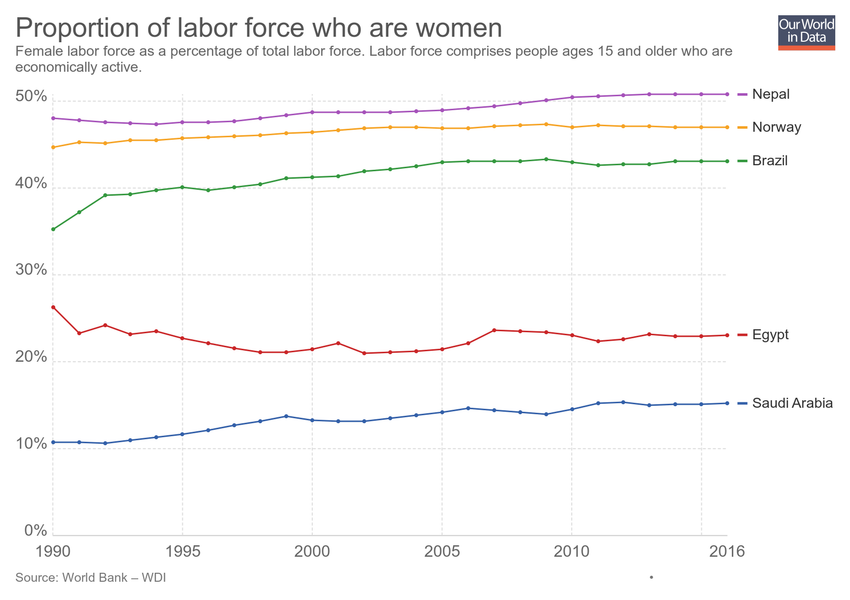 Proportion of labor force who are women
Our World
in Data
Female labor force as a percentage of total labor force. Labor force comprises people ages 15 and older who are
economically active.
50%
Nepal
Norway
Brazil
40%
30%
Egypt
20%
Saudi Arabia
10%
0%
1990 1995 2000 2005 2010 2016
Source: World Bank – WDI